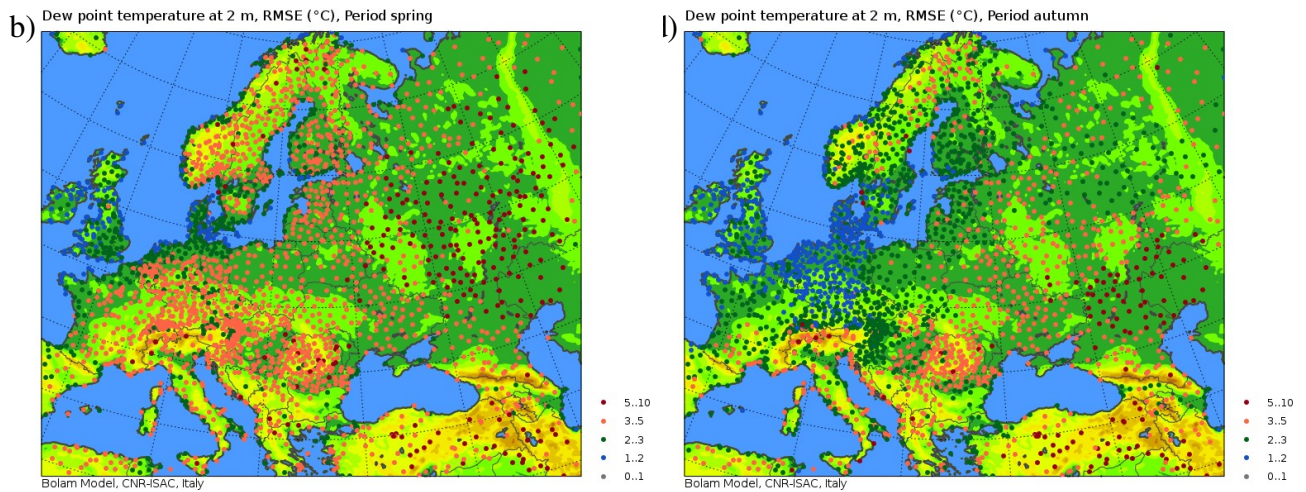 b) Dew point temperature at 2 m, RMSE (°C), Period spring
5..10
3..5
2..3
1..2
0..1
Bolam Model, CNR-ISAC, Italy
l) Dew point temperature at 2 m, RMSE (°C), Period autumn
5..10
3..5
2..3
1..2
0..1
Bolam Model, CNR-ISAC, Italy